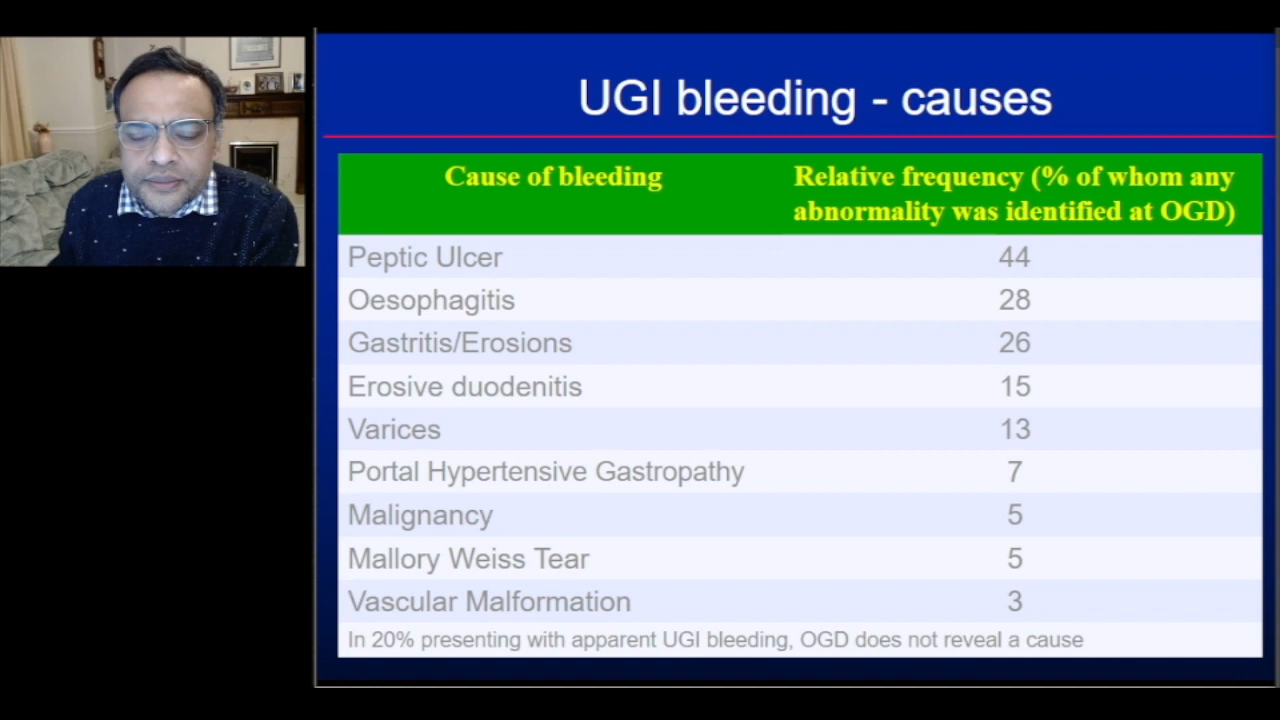 UGI bleeding - causes
Cause of bleeding
Relative frequency (% of whom any
abnormality was identified at OGD)
Peptic Ulcer 44
Oesophagitis 28
Gastritis/Erosions 26
Erosive duodenitis 15
Varices 13
Portal Hypertensive Gastropathy 7
Malignancy 5
Mallory Weiss Tear 5
Vascular Malformation 3
In 20% presenting with apparent UGI bleeding, OGD does not reveal a cause